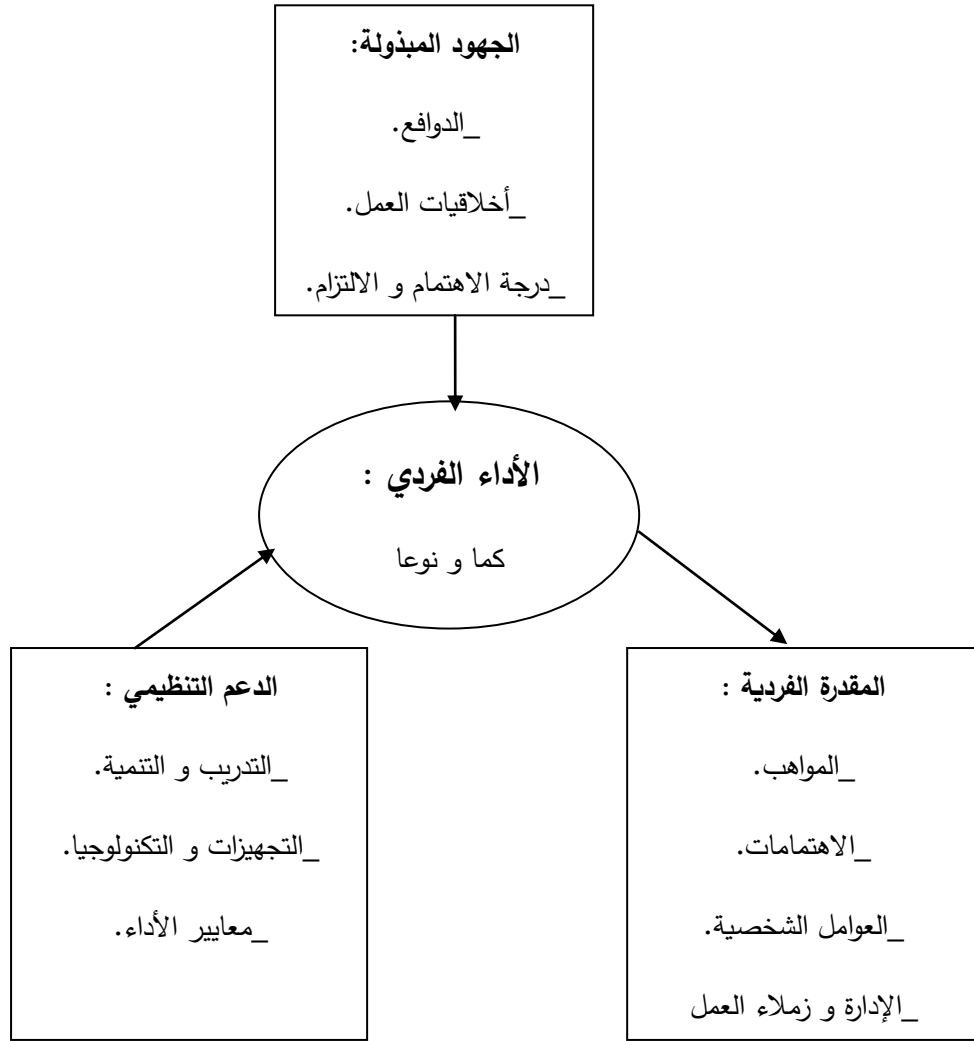 الجهود المبذولة:
_الدوافع.
_أخلاقيات العمل.
_درجة الاهتمام و الالتزام.
الأداء الفردي :
كما و نوعا
المقدرة الفردية :
_المواهب.
_الاهتمامات.
_العوامل الشخصية.
_الإدارة و زملاء العمل
الدعم التنظيمي :
_التدريب و التنمية.
_التجهيزات و التكنولوجيا.
_معايير الأداء.